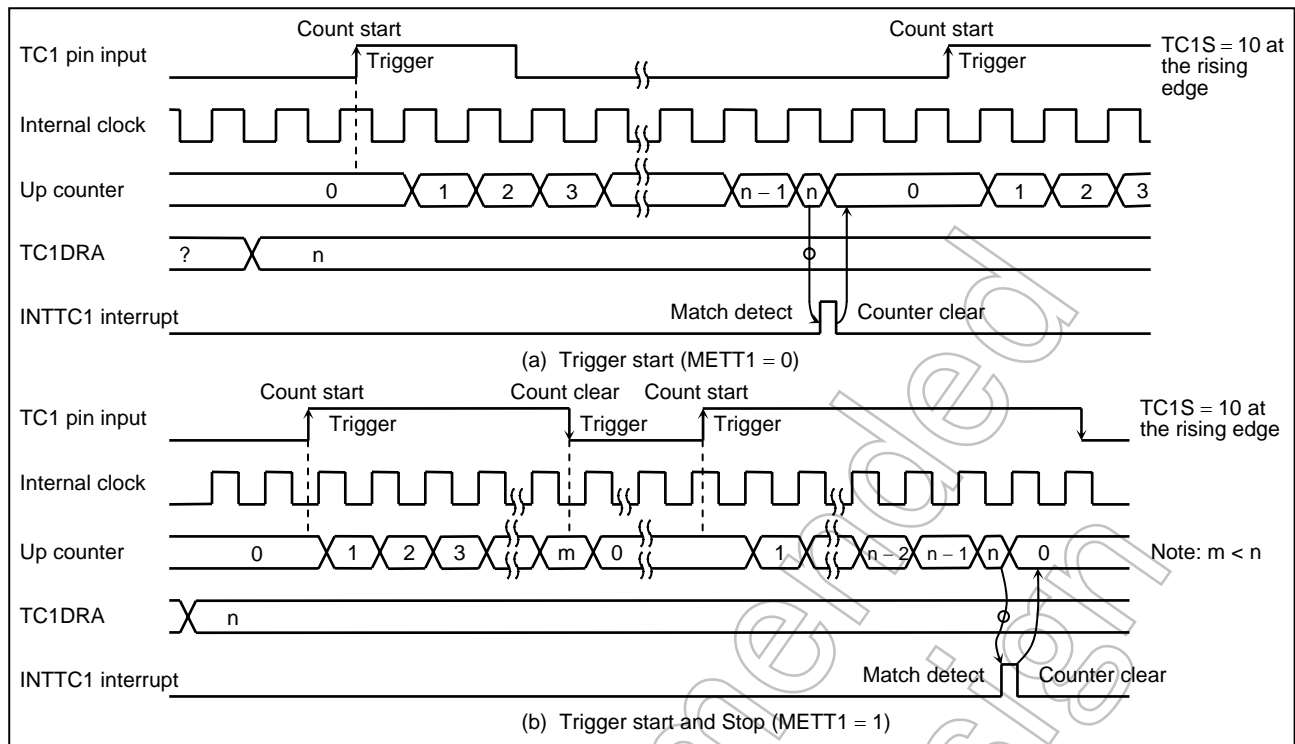 Count start Count start
TC1 pin input Trigger Trigger TC1S = 10 at
the rising
edge
Internal clock
Up counter 0 1 2 3 n − 1 n 0 1 2 3
TC1DRA ? n
INTTC1 interrupt Match detect Counter clear
(a) Trigger start (METT1 = 0)
Count start Count clear Count start
TC1 pin input Trigger Trigger Trigger TC1S = 10 at
the rising edge
Internal clock
Up counter 0 1 2 3 m 0 1 n − 2 n − 1 n 0 Note: m < n
TC1DRA n
INTTC1 interrupt Match detect Counter clear
(b) Trigger start and Stop (METT1 = 1)